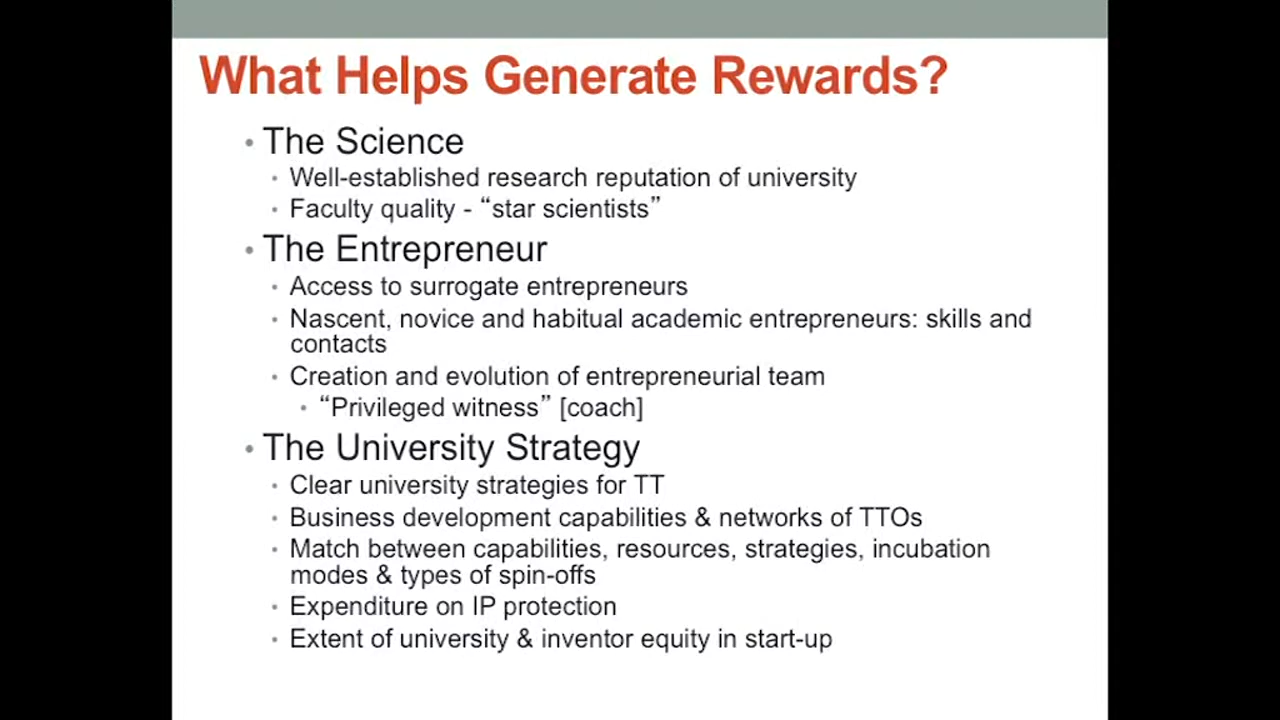 What Helps Generate Rewards?
• The Science
• Well-established research reputation of university
• Faculty quality - “star scientists”
• The Entrepreneur
• Access to surrogate entrepreneurs
• Nascent, novice and habitual academic entrepreneurs: skills and
contacts
• Creation and evolution of entrepreneurial team
• “Privileged witness” [coach]
• The University Strategy
• Clear university strategies for TT
• Business development capabilities & networks of TTOs
• Match between capabilities, resources, strategies, incubation
modes & types of spin-offs
• Expenditure on IP protection
• Extent of university & inventor equity in start-up